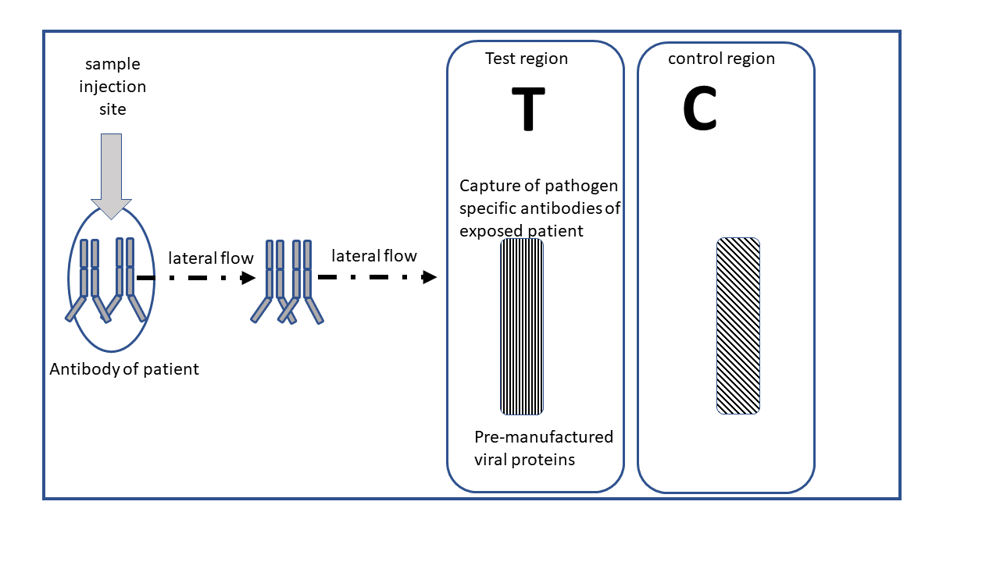 sample
injection
site
Antibody of patient
lateral flow
lateral flow
Test region
T
Capture of pathogen
specific antibodies of
exposed patient
Pre-manufactured
viral proteins
control region
C